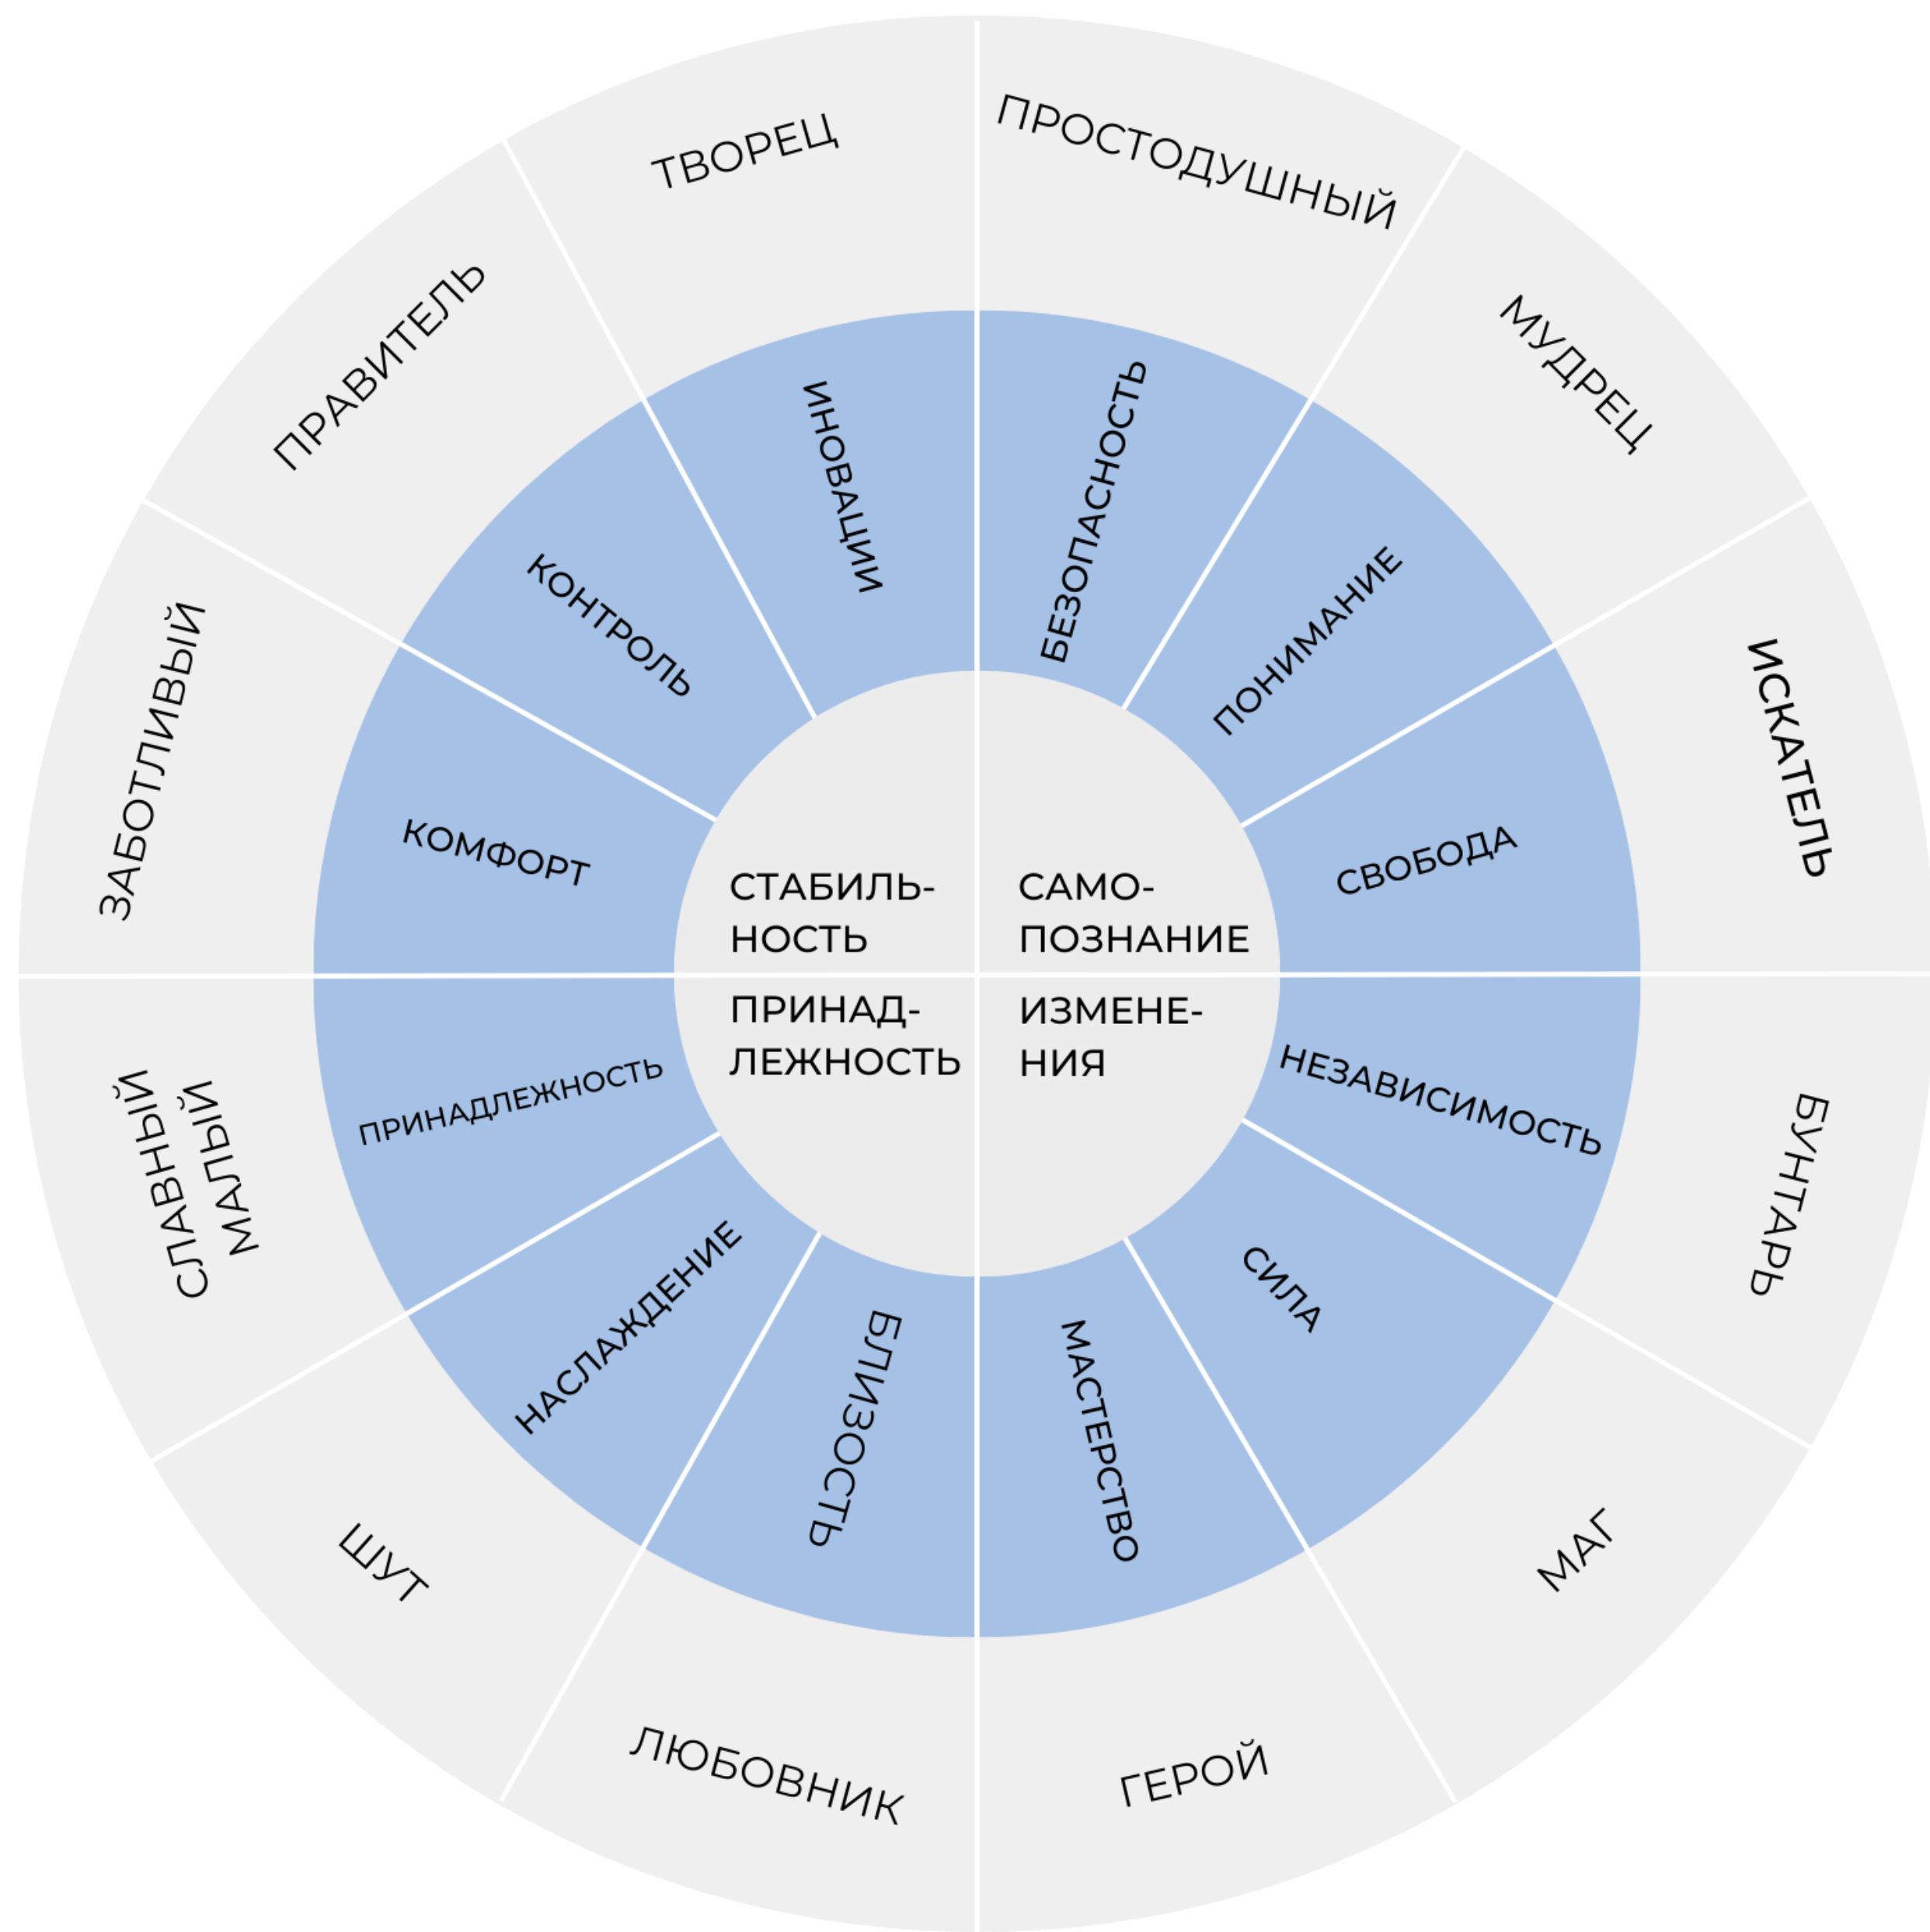 ТВОРЕЦ
ПРОСТОДУШНЫЙ
МУДРЕЦ
ИСКАТЕЛЬ
БУНТАРЬ
МАГ
ГЕРОЙ
ЛЮБОВНИК
ШУТ
СЛАВНЫЙ
МАЛЫЙ
ЗАБОТЛИВЫЙ
ПРАВИТЕЛЬ
ИНОВАЦИИ
БЕЗОПАСНОСТЬ
ПОНИМАНИЕ
СВОБОДА
НЕЗАВИСИМОСТЬ
СИЛА
МАСТЕРСТВО
БЛИЗОСТЬ
НАСЛАЖДЕНИЕ
ПРИНАДЛЕЖНОСТЬ
КОМФОРТ
КОНТРОЛЬ
СТАБИЛЬ-
НОСТЬ
САМО-
ПОЗНАНИЕ
ПРИНАД-
ЛЕЖНОСТЬ
ИЗМЕНЕ-
НИЯ